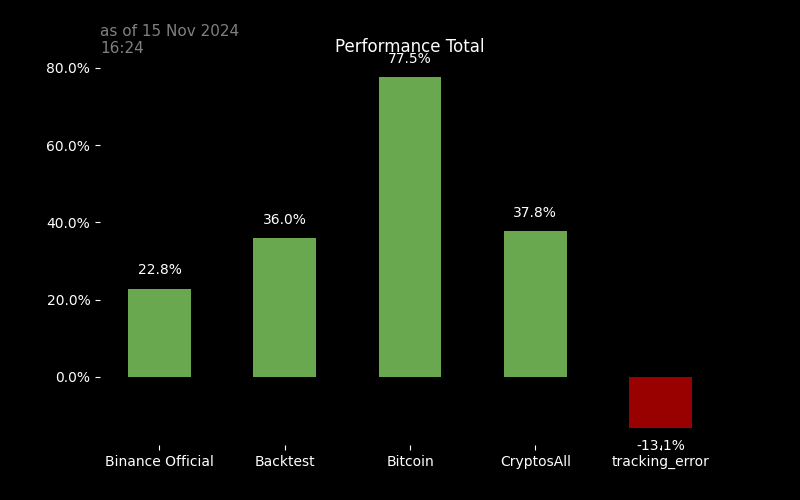 as of 15 Nov 2024
16:24
Performance Total
77.5%
80.0%
60.0%
40.0%
20.0%
0.0%
22.8%
36.0%
37.8%
-13.1%
Binance Official
Backtest
Bitcoin
CryptosAll
tracking_error